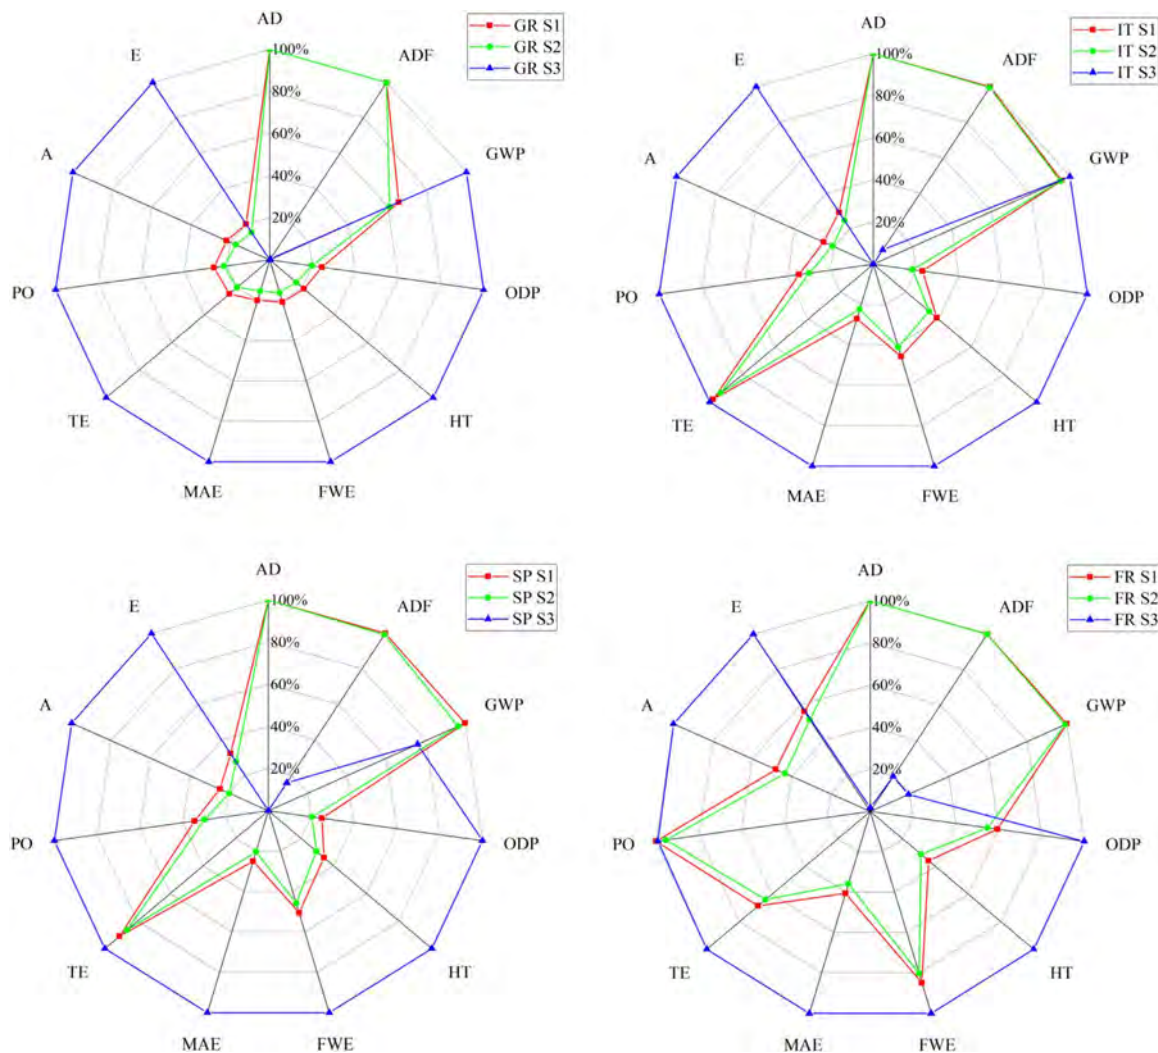 AD
GR S1
GR S2
GR S3
E
ADF
100%
80%
60%
40%
20%
A
GWP
PO
ODP
TE
HT
MAE
FWE
AD
IT S1
IT S2
IT S3
E
ADF
100%
80%
60%
40%
20%
A
GWP
PO
ODP
TE
HT
MAE
FWE
AD
SP S1
SP S2
SP S3
E
ADF
100%
80%
60%
40%
20%
A
GWP
PO
ODP
TE
HT
MAE
FWE
AD
FR S1
FR S2
FR S3
E
ADF
100%
80%
60%
40%
20%
A
GWP
PO
ODP
TE
HT
MAE
FWE